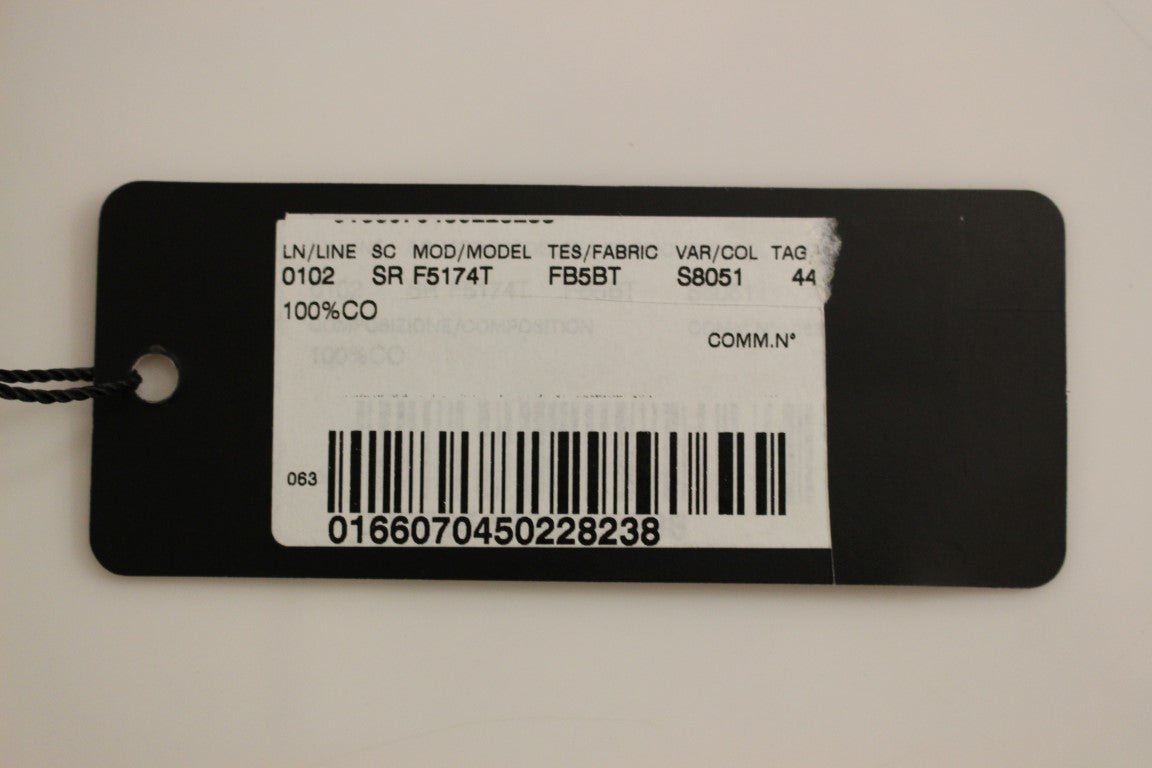 LN/LINE SC MOD/MODEL TES/FABRIC VAR/COL TAG
0102 SR F5174T FB5BT S8051 44
100%CO
COMM.N°
063
0166070450228238